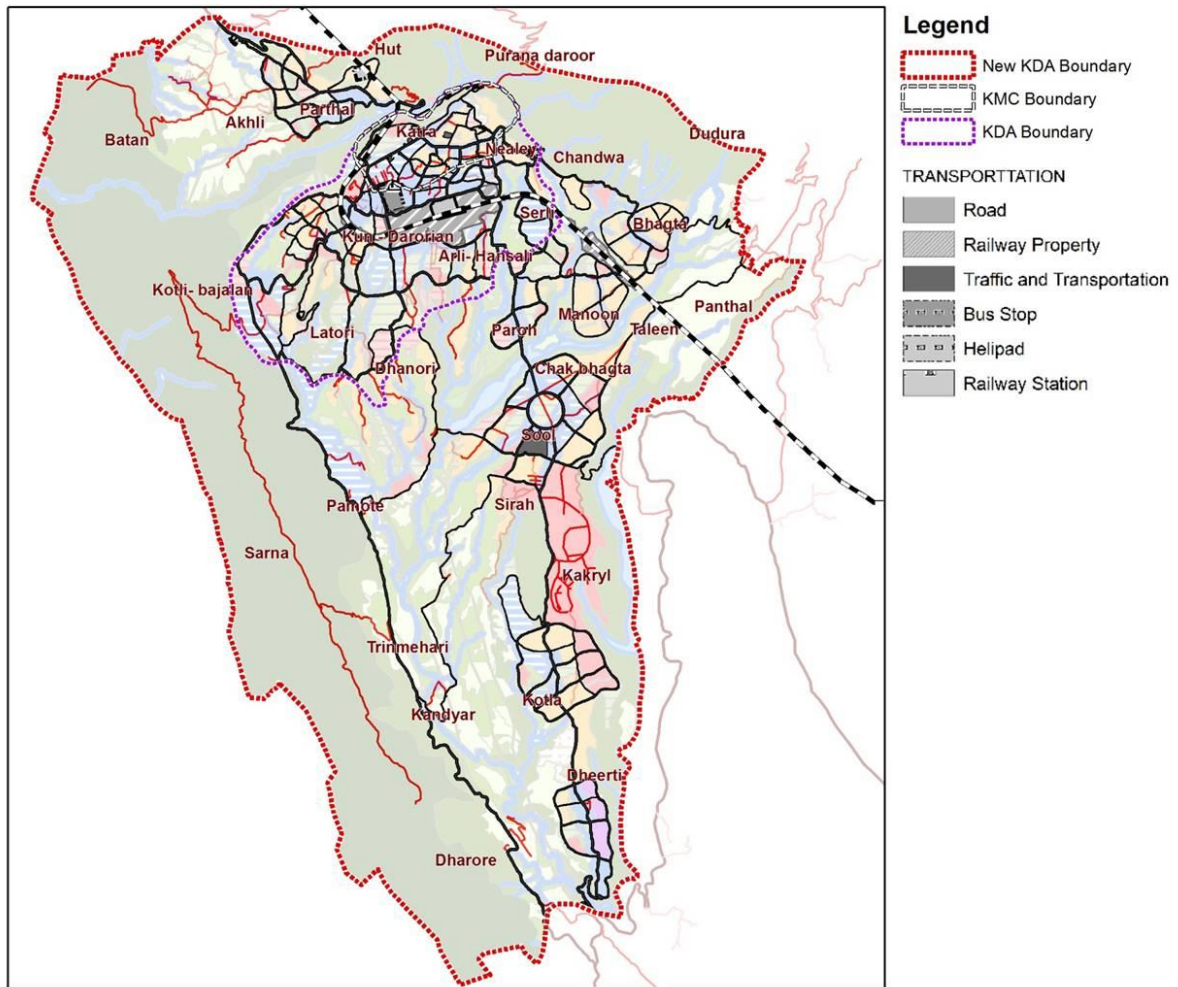 Legend
New KDA Boundary
KMC Boundary
KDA Boundary
TRANSPORTTATION
Road
Railway Property
Traffic and Transportation
Bus Stop
Helipad
Railway Station
Hut
Purana daroor
Parthal
Akhli
Batan
Katra
Dudura
Nealey
Chandwa
Serli
Bhagta
Kun - Darorian
Arli- Hansali
Kotli- bajalan
Panthal
Manoon
Latori
Paroh
Taleen
Dhanori
Chak bhagta
Sool
Pamote
Sirah
Sarna
Kakryl
Trinmehari
Kandyar
Kotla
Dheerti
Dharore